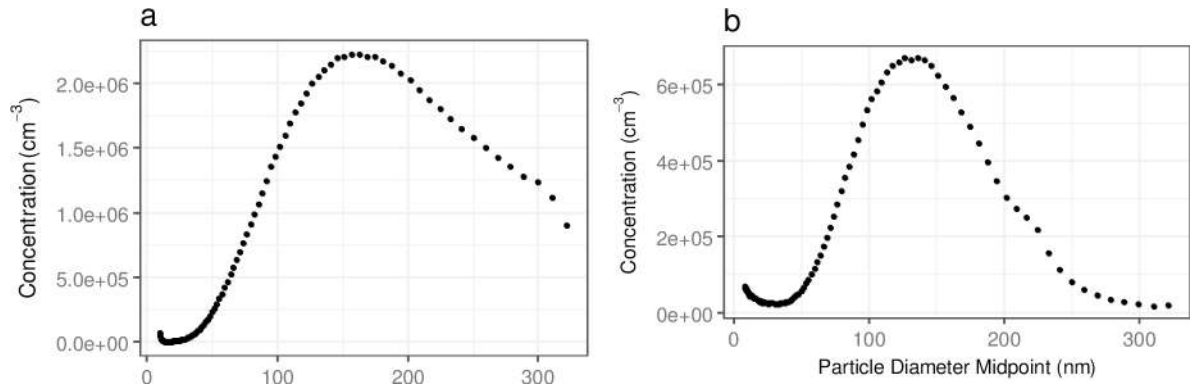 a
Concentration (cm⁻³)
2.0e+06
1.5e+06
1.0e+06
5.0e+05
0.0e+00
0 100 200 300
b
Concentration (cm⁻³)
6e+05
4e+05
2e+05
0e+00
0 100 200 300
Particle Diameter Midpoint (nm)